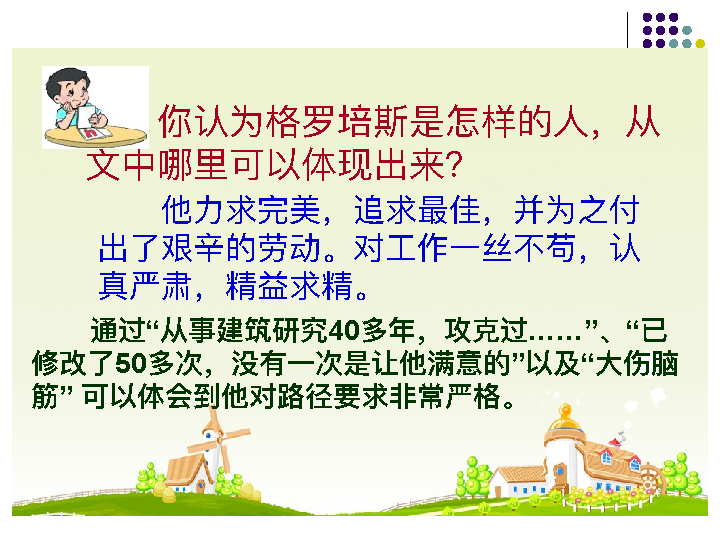 你认为格罗培斯是怎样的人，从
文中哪里可以体现出来？
他力求完美，追求最佳，并为之付
出了艰辛的劳动。对工作一丝不苟，认
真严肃，精益求精。
通过“从事建筑研究40多年，攻克过……”、“已
修改了50多次，没有一次是让他满意的”以及“大伤脑
筋” 可以体会到他对路径要求非常严格。